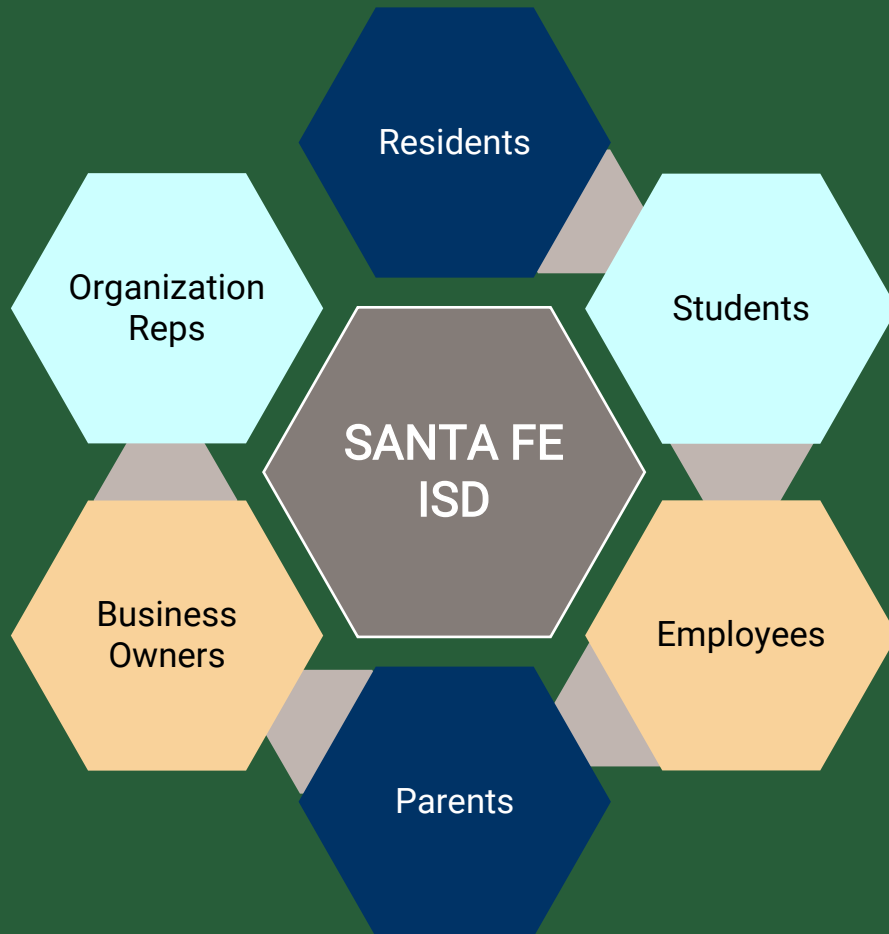 Residents
Organization
Reps
Students
SANTA FE
ISD
Business
Owners
Employees
Parents